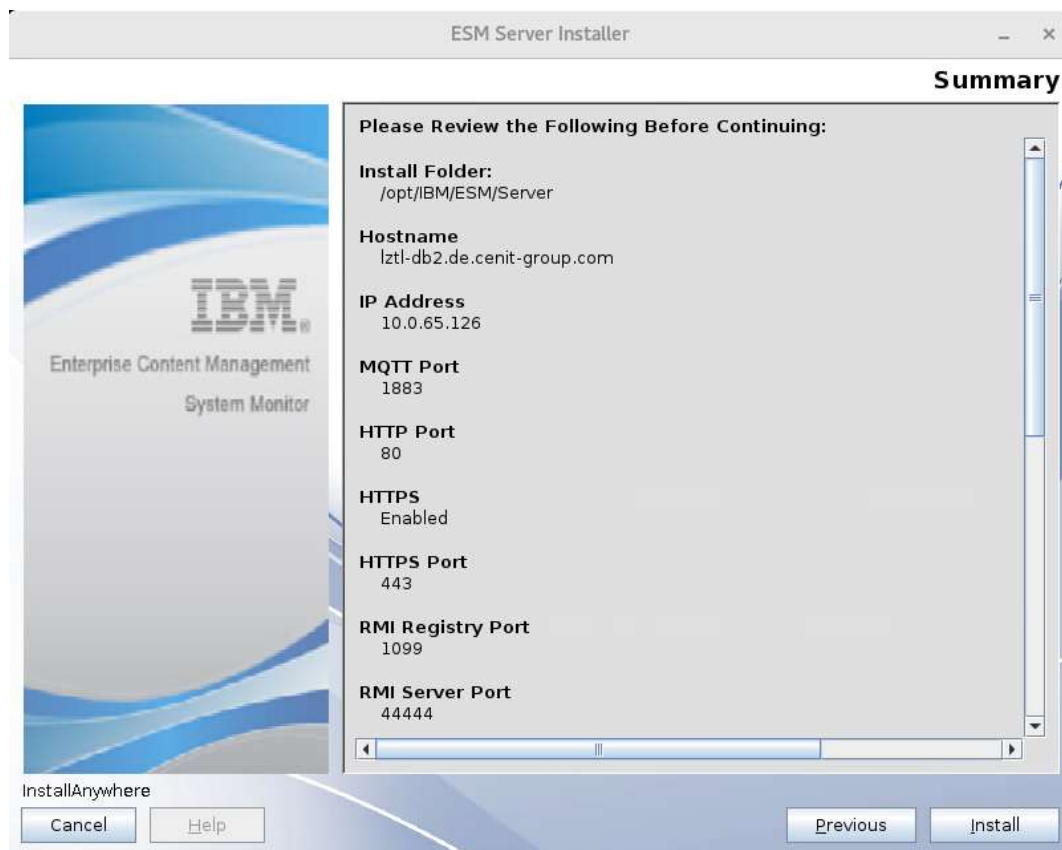 ESM Server Installer
Summary
IBM®
Enterprise Content Management
System Monitor
Please Review the Following Before Continuing:
Install Folder:
/opt/IBM/ESM/Server
Hostname
lztl-db2.de.cenit-group.com
IP Address
10.0.65.126
MQTT Port
1883
HTTP Port
80
HTTPS
Enabled
HTTPS Port
443
RMI Registry Port
1099
RMI Server Port
44444
InstallAnywhere
Cancel
Help
Previous
Install